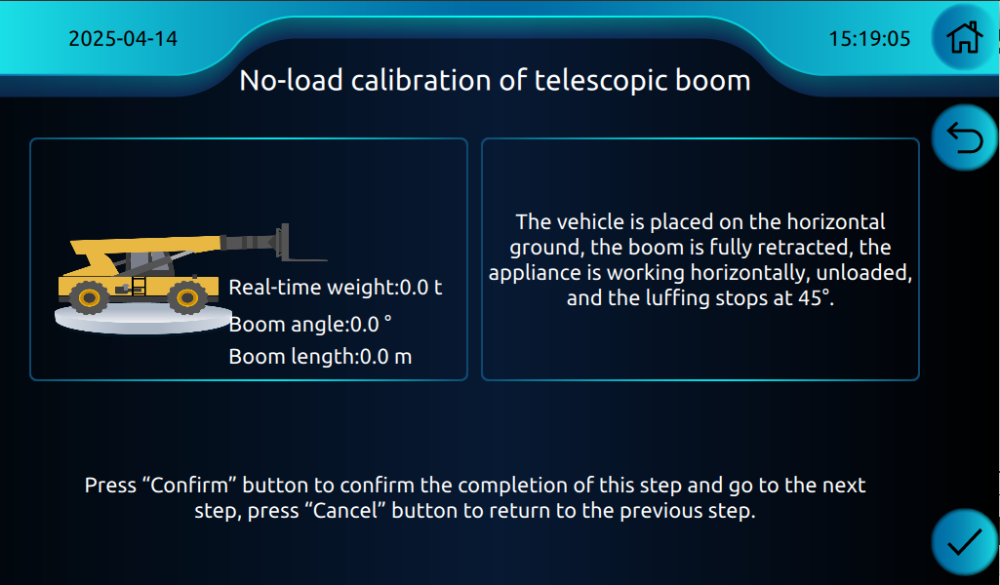 2025-04-14
15:19:05
No-load calibration of telescopic boom
The vehicle is placed on the horizontal
ground, the boom is fully retracted, the
appliance is working horizontally, unloaded,
and the luffing stops at 45°.
Real-time weight:0.0 t
Boom angle:0.0 °
Boom length:0.0 m
Press “Confirm” button to confirm the completion of this step and go to the next
step, press “Cancel” button to return to the previous step.